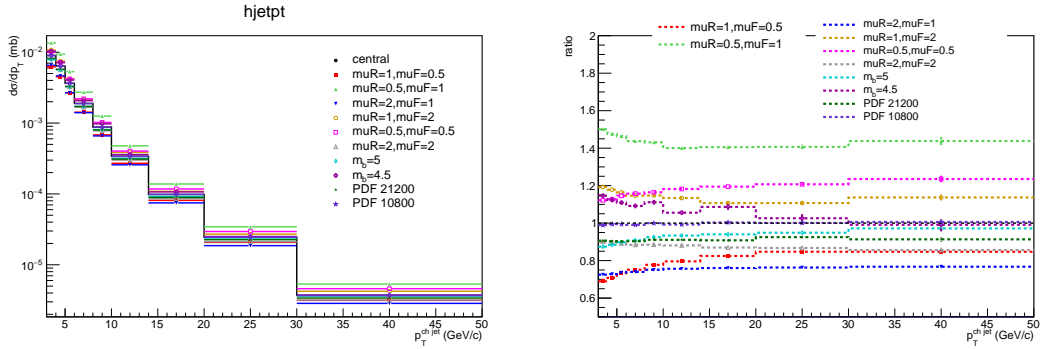 hjetpt
dσ/dp_T (mb)
10^-2
10^-3
10^-4
10^-5
central
muR=1,muF=0.5
muR=0.5,muF=1
muR=2,muF=1
muR=1,muF=2
muR=0.5,muF=0.5
muR=2,muF=2
m_b=5
m_b=4.5
PDF 21200
PDF 10800
5 10 15 20 25 30 35 40 45 50
p_T^ch jet (GeV/c)
ratio
2
1.8
1.6
1.4
1.2
1
0.8
0.6
muR=1,muF=0.5
muR=0.5,muF=1
muR=2,muF=1
muR=1,muF=2
muR=0.5,muF=0.5
muR=2,muF=2
m_b=5
m_b=4.5
PDF 21200
PDF 10800
5 10 15 20 25 30 35 40 45 50
p_T^ch jet (GeV/c)